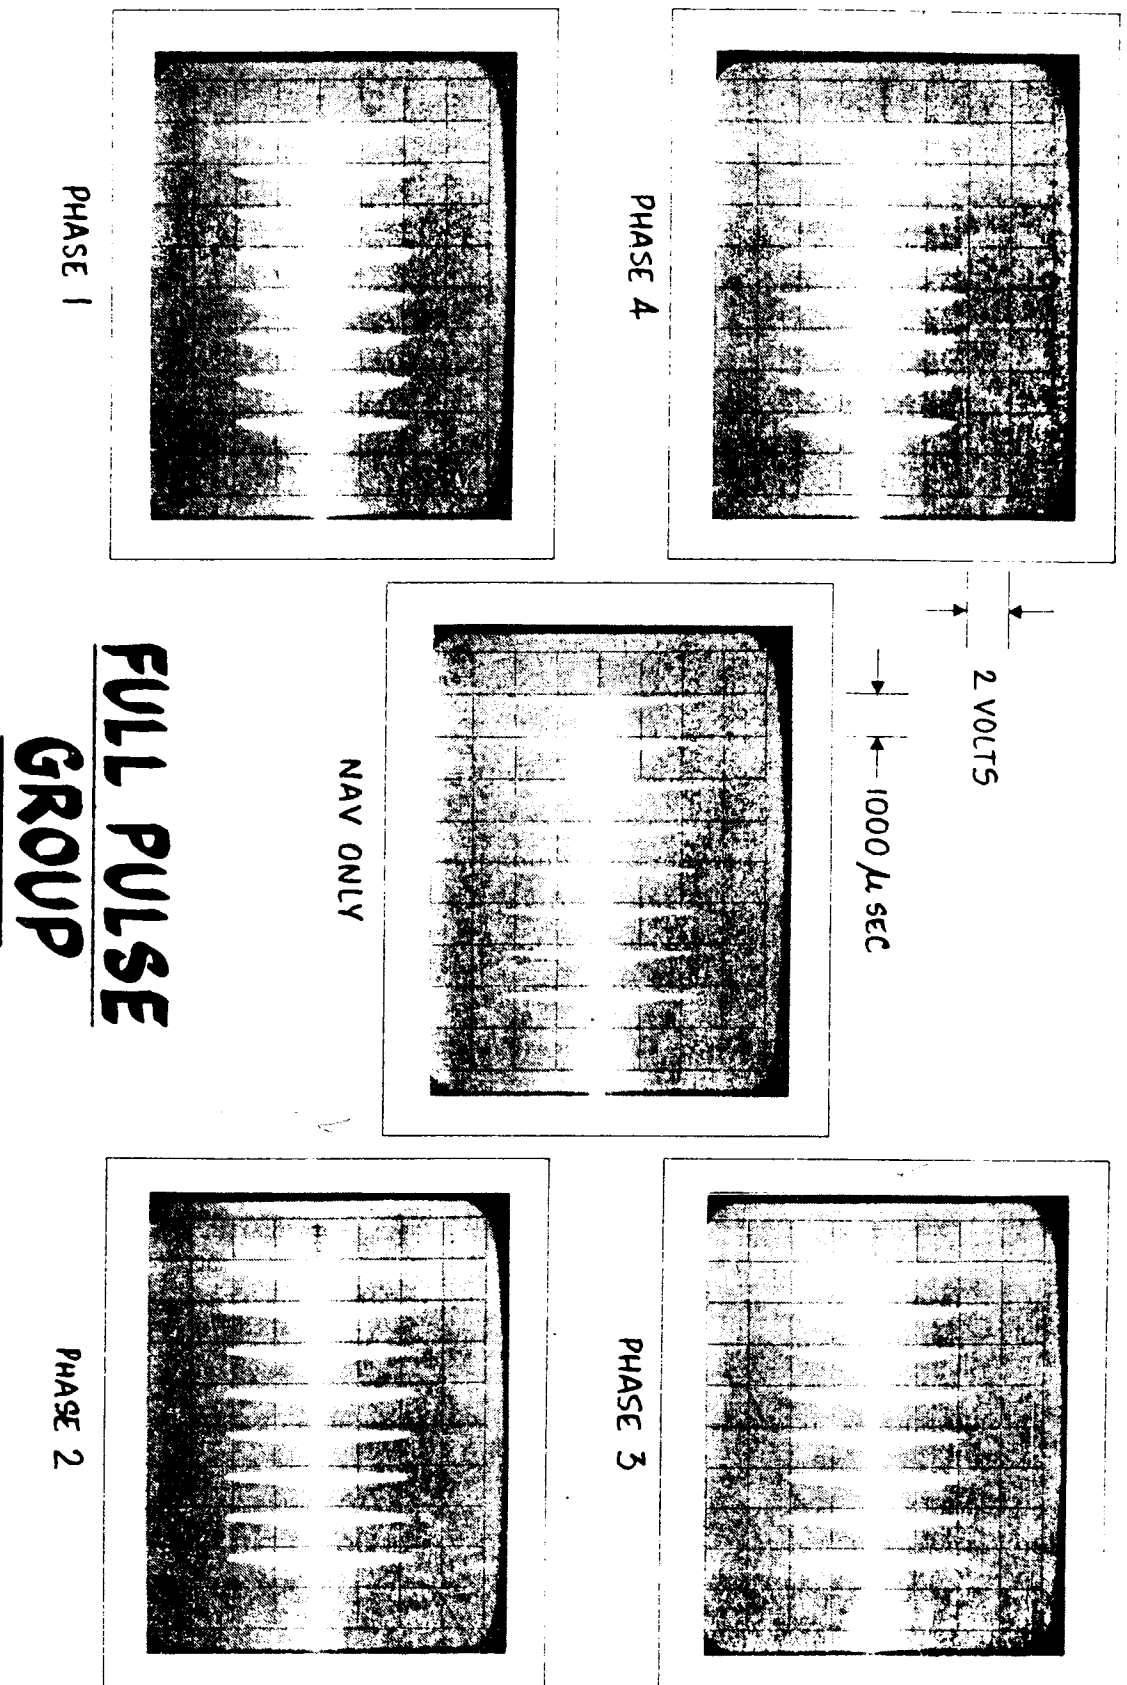 PHASE 4
PHASE 3
2 VOLTS
1000 μ SEC
NAV ONLY
PHASE 1
PHASE 2
FULL PULSE
GROUP